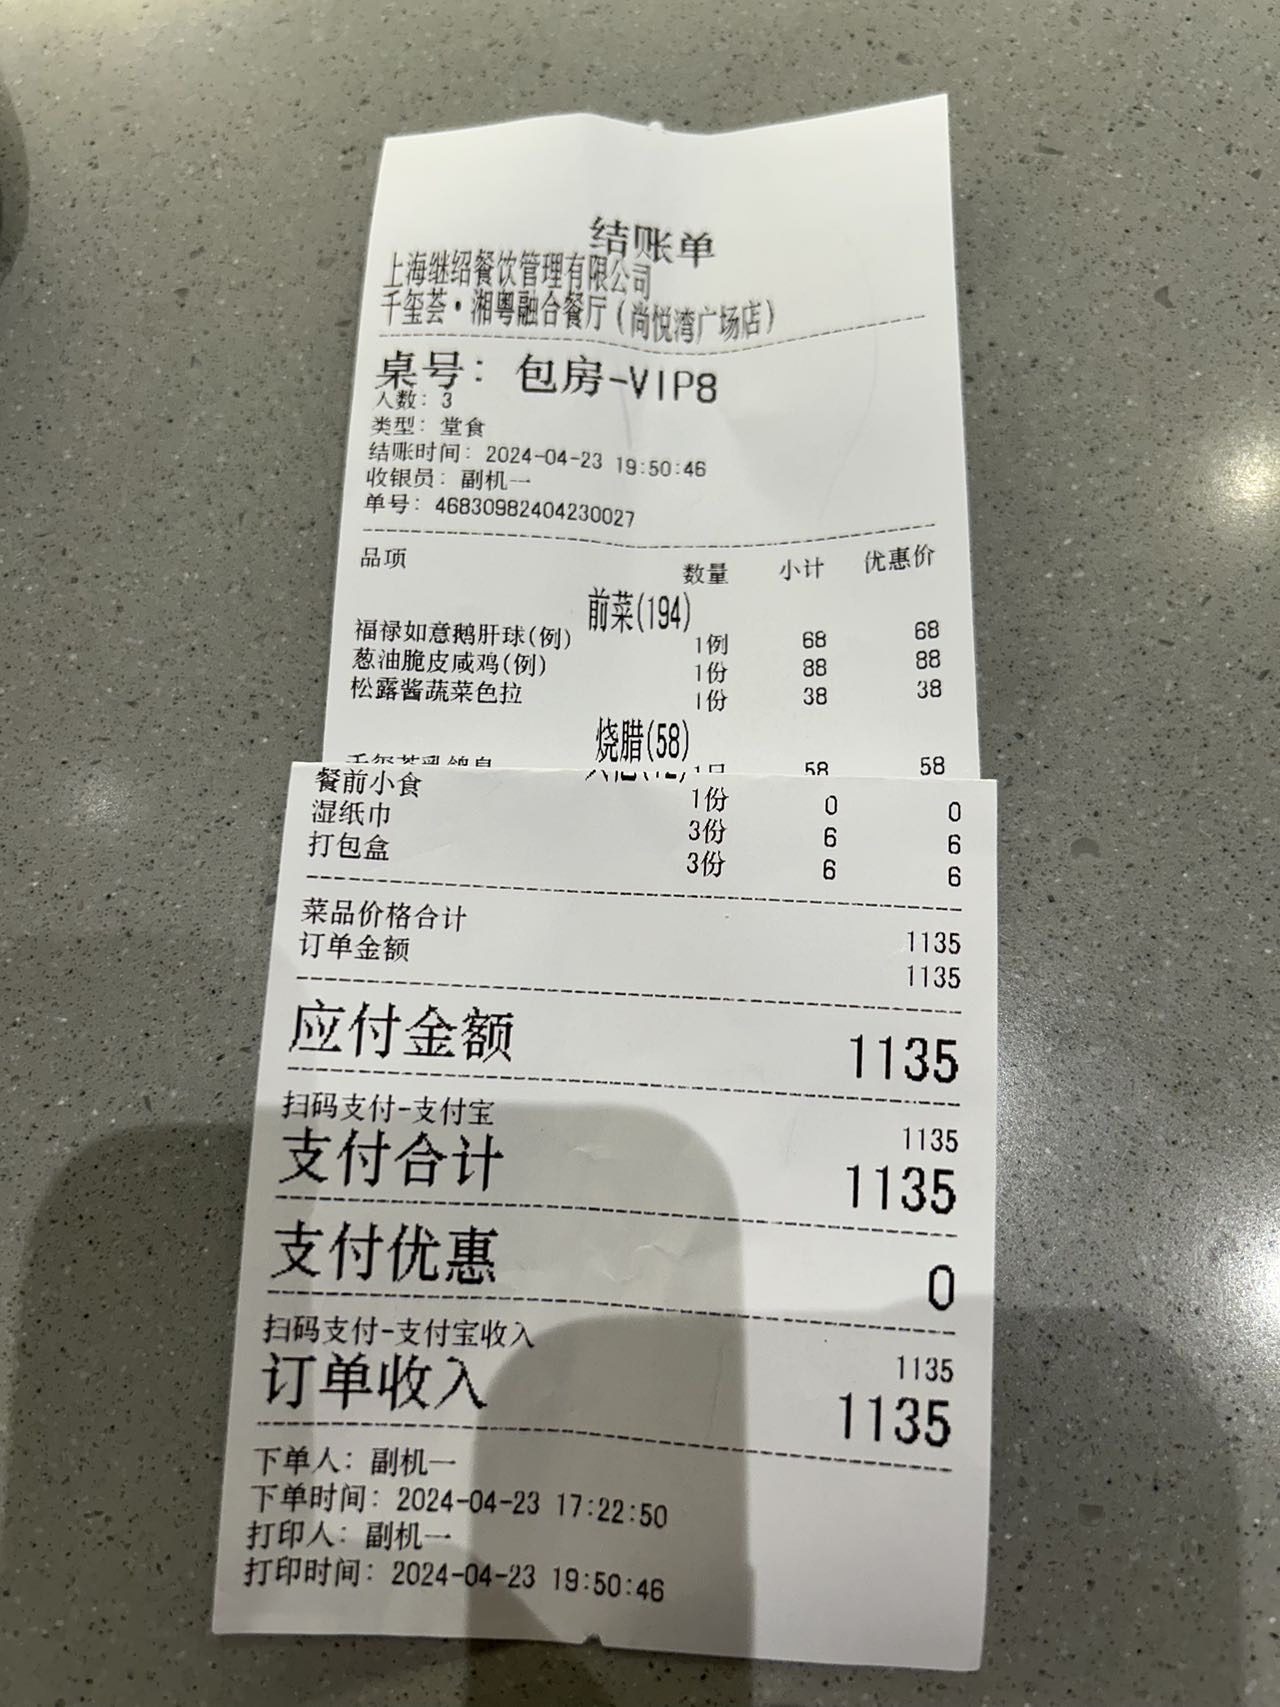 结账单
上海继绍餐饮管理有限公司
千玺荟·湘粤融合餐厅(尚悦湾广场店)
桌号: 包房-VIP8
人数: 3
类型: 堂食
结账时间: 2024-04-23 19:50:46
收银员: 副机一
单号: 46830982404230027
品项 数量 小计 优惠价
前菜(194)
福禄如意鹅肝球(例) 1例 68 68
葱油脆皮咸鸡(例) 1份 88 88
松露酱蔬菜色拉 1份 38 38
烧腊(58)
千玺荟乳鸽皇 1只 58 58
餐前小食 1份 0 0
湿纸巾 3份 6 6
打包盒 3份 6 6
菜品价格合计 1135
订单金额 1135
应付金额 1135
扫码支付-支付宝 1135
支付合计 1135
支付优惠 0
扫码支付-支付宝收入 1135
订单收入 1135
下单人: 副机一
下单时间: 2024-04-23 17:22:50
打印人: 副机一
打印时间: 2024-04-23 19:50:46